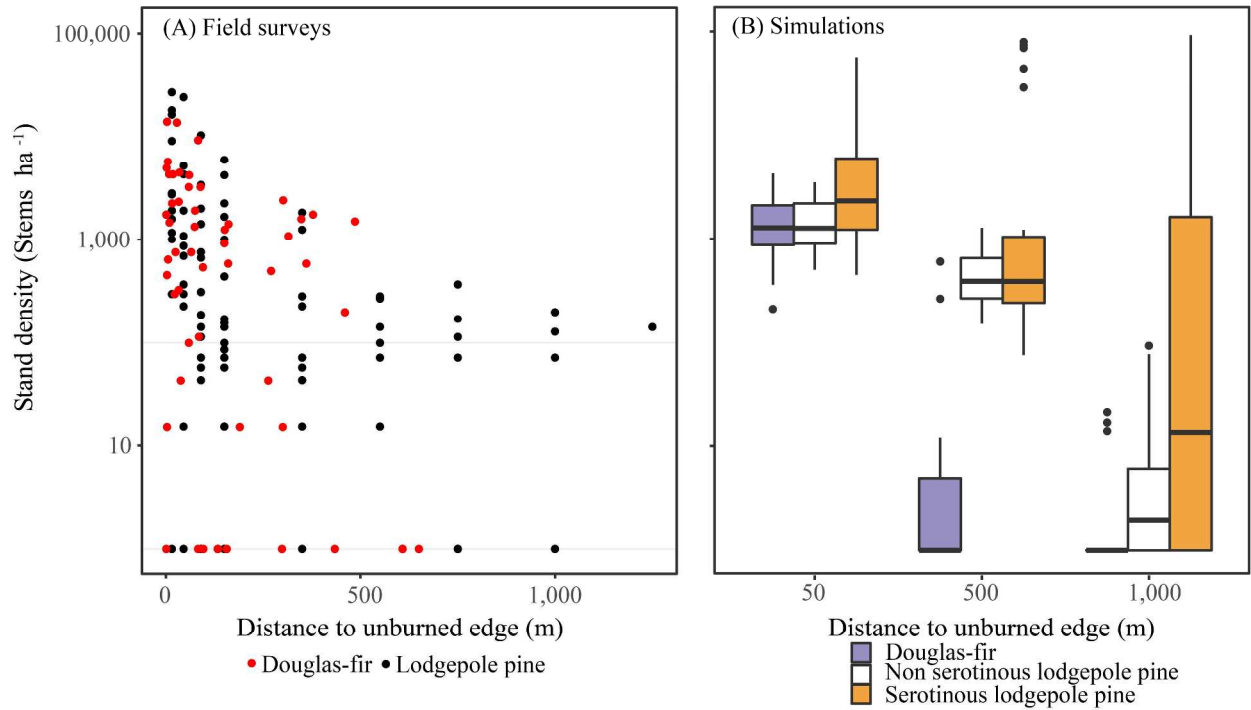 (A) Field surveys
(B) Simulations
100,000
1,000
10
Stand density (Stems ha ⁻¹)
0
500
1,000
Distance to unburned edge (m)
Douglas-fir
Lodgepole pine
50
500
1,000
Distance to unburned edge (m)
Douglas-fir
Non serotinous lodgepole pine
Serotinous lodgepole pine